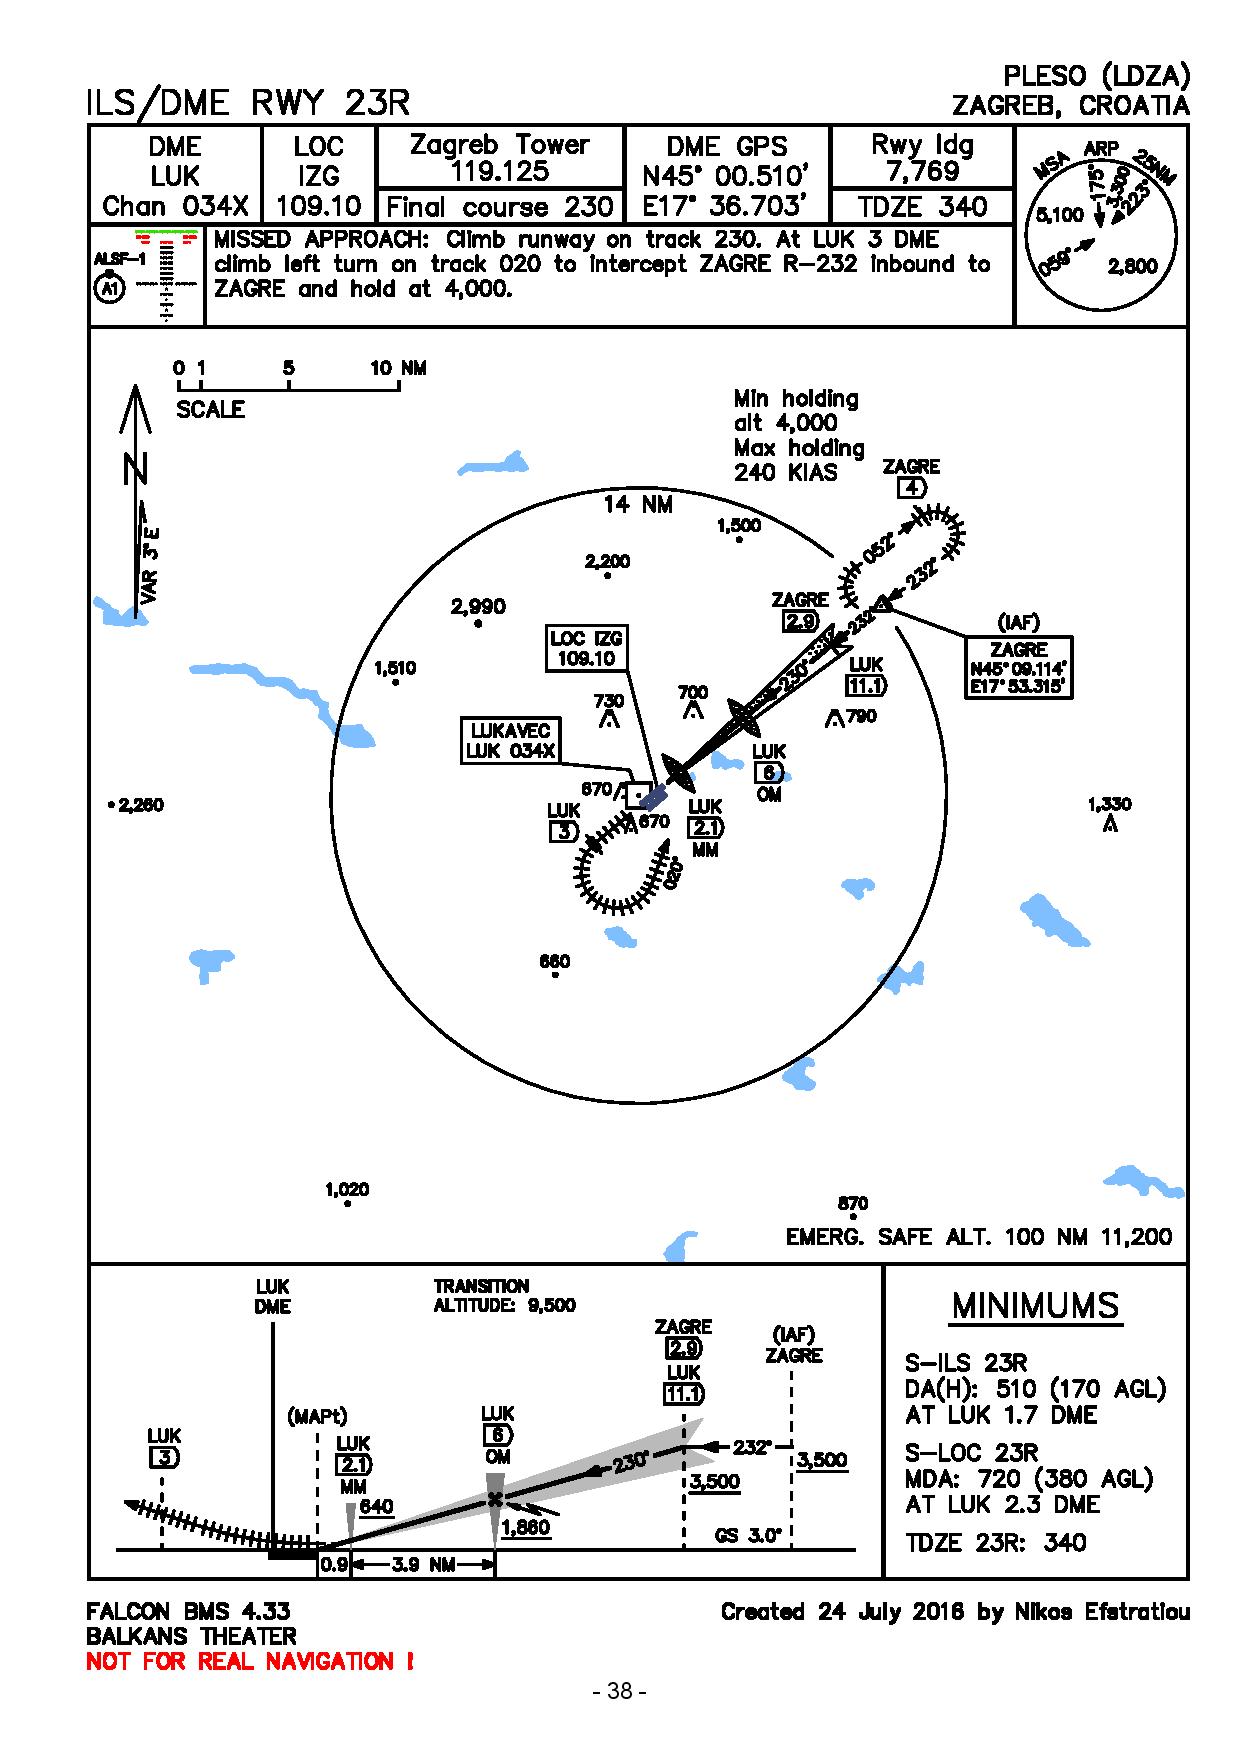 PLESO (LDZA)
ILS/DME RWY 23R
ZAGREB, CROATIA
DME
LUK
Chan 034X
LOC
IZG
109.10
Zagreb Tower
119.125
Final course 230
DME GPS
N45° 00.510'
E17° 36.703'
Rwy ldg
7,769
TDZE 340
MSA ARP 25NM
175°
3,300
223°
5,100
059°
2,800
ALSF-1
A1
MISSED APPROACH: Climb runway on track 230. At LUK 3 DME
climb left turn on track 020 to intercept ZAGRE R-232 inbound to
ZAGRE and hold at 4,000.
0 1 5 10 NM
SCALE
N
VAR 3°E
Min holding
alt 4,000
Max holding
240 KIAS
ZAGRE
4
14 NM
1,500
052°
232°
2,200
2,990
ZAGRE
2.9
232°
(IAF)
ZAGRE
N45°09.114'
E17°53.315'
LOC IZG
109.10
1,510
230°
LUK
11.1
730
700
790
LUKAVEC
LUK 034X
LUK
6
OM
670
2,260
LUK
3
670
LUK
2.1
MM
1,330
020°
660
1,020
870
EMERG. SAFE ALT. 100 NM 11,200
LUK
DME
TRANSITION
ALTITUDE: 9,500
ZAGRE
2.9
LUK
11.1
(IAF)
ZAGRE
(MAPt)
LUK
3
LUK
2.1
MM
640
LUK
6
OM
1,860
230°
232°
3,500
3,500
GS 3.0°
0.9
3.9 NM
MINIMUMS
S-ILS 23R
DA(H): 510 (170 AGL)
AT LUK 1.7 DME
S-LOC 23R
MDA: 720 (380 AGL)
AT LUK 2.3 DME
TDZE 23R: 340
FALCON BMS 4.33
BALKANS THEATER
NOT FOR REAL NAVIGATION !
Created 24 July 2016 by Nikos Efstratiou
- 38 -